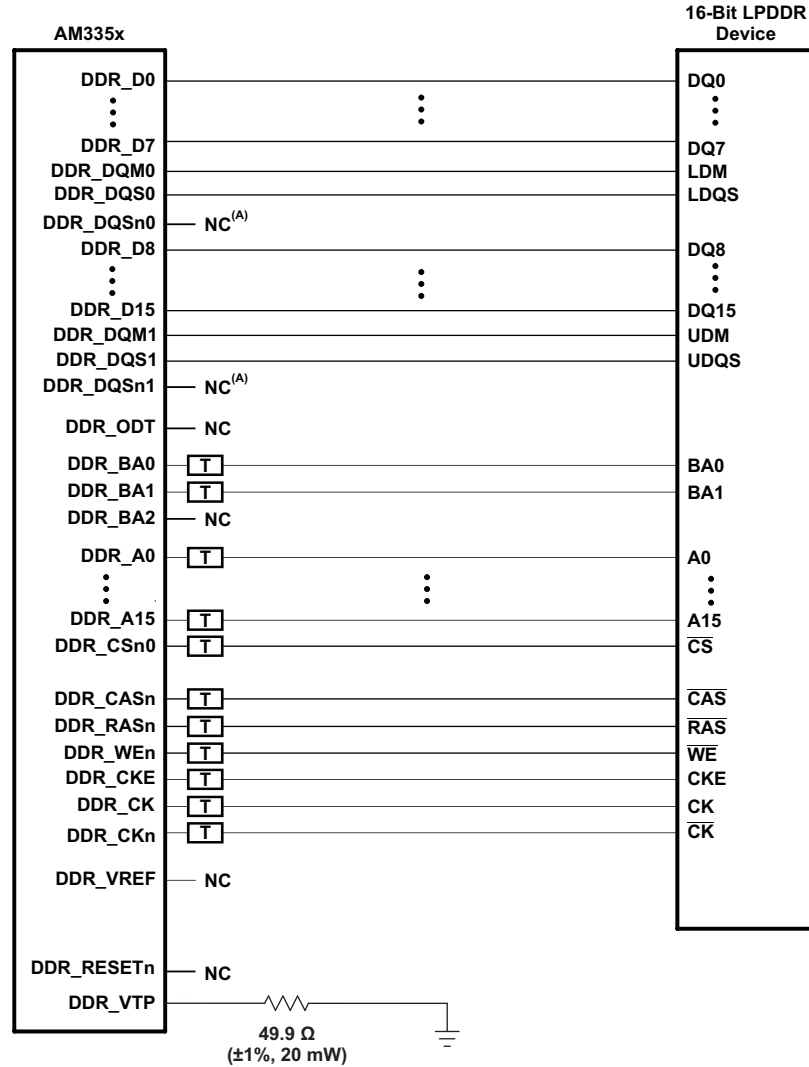 AM335x
16-Bit LPDDR
Device
DDR_D0 DQ0
DDR_D7 DQ7
DDR_DQM0 LDM
DDR_DQS0 LDQS
DDR_DQSn0 NC(A)
DDR_D8 DQ8
DDR_D15 DQ15
DDR_DQM1 UDM
DDR_DQS1 UDQS
DDR_DQSn1 NC(A)
DDR_ODT NC
DDR_BA0 T BA0
DDR_BA1 T BA1
DDR_BA2 NC
DDR_A0 T A0
DDR_A15 T A15
DDR_CSn0 T CS
DDR_CASn T CAS
DDR_RASn T RAS
DDR_WEn T WE
DDR_CKE T CKE
DDR_CK T CK
DDR_CKn T CK
DDR_VREF NC
DDR_RESETn NC
DDR_VTP
49.9 Ω
(±1%, 20 mW)